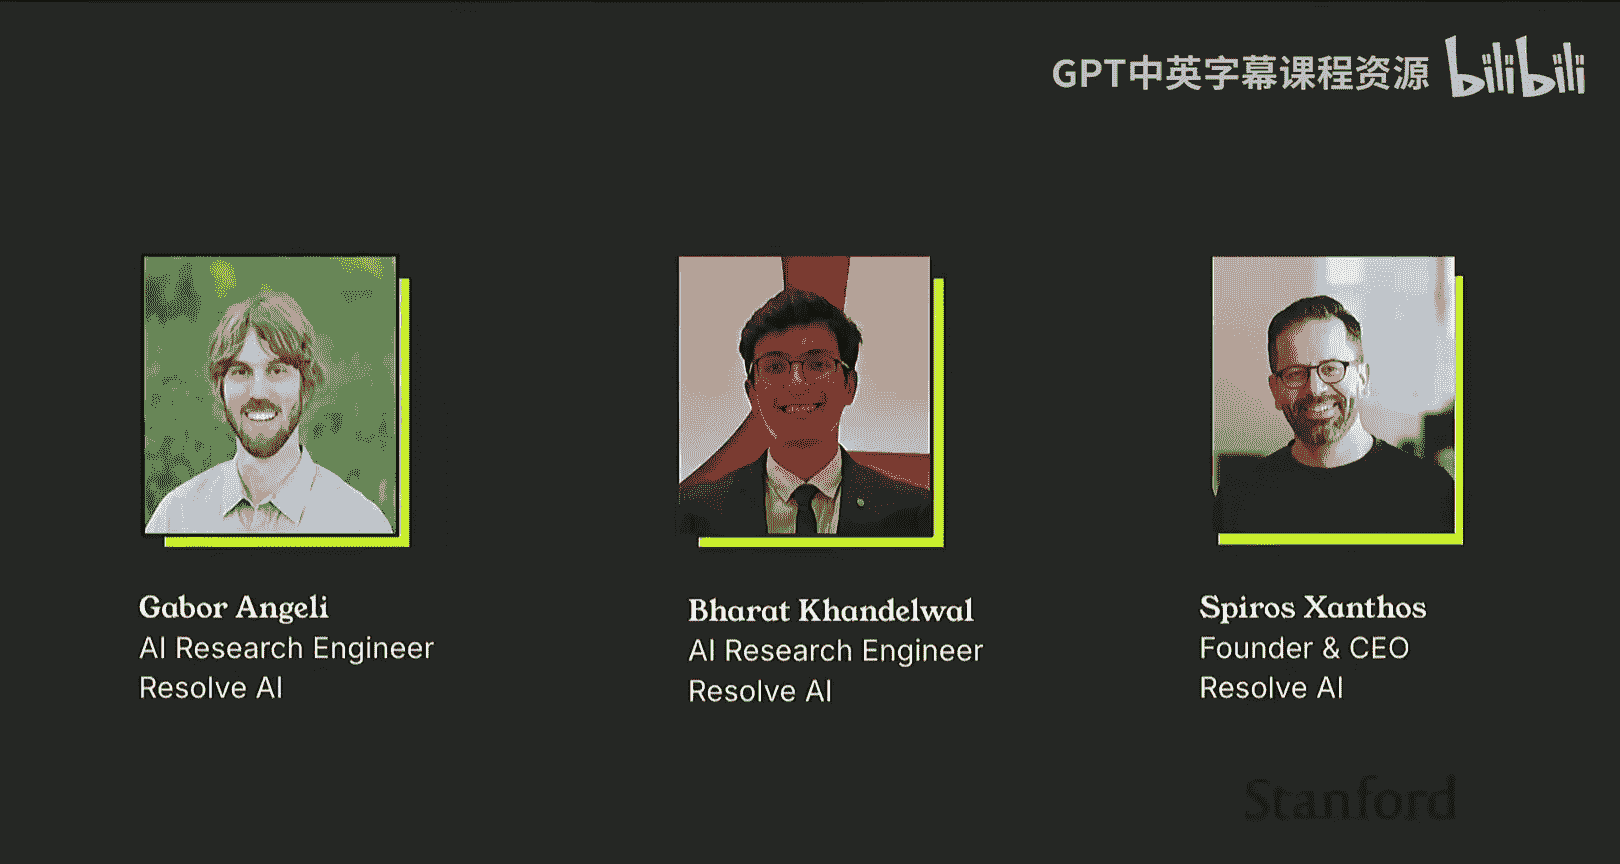 GPT中英字幕课程资源 bilibili
Gabor Angeli
AI Research Engineer
Resolve AI
Bharat Khandelwal
AI Research Engineer
Resolve AI
Spiros Xanthos
Founder & CEO
Resolve AI
Stanford